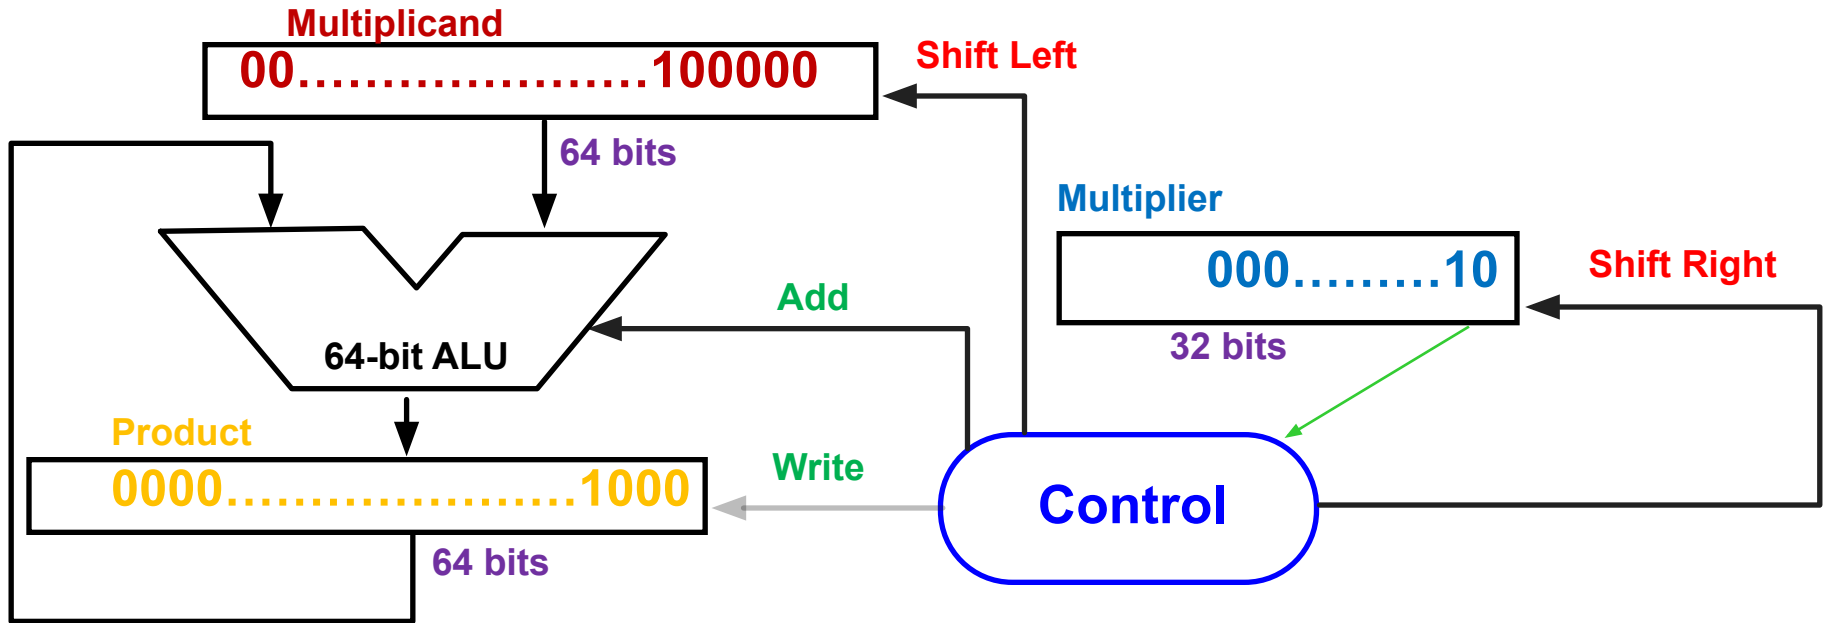 Multiplicand
00.....................100000
Shift Left
64 bits
Multiplier
000.........10
Shift Right
32 bits
Add
64-bit ALU
Product
0000.....................1000
Write
Control
64 bits